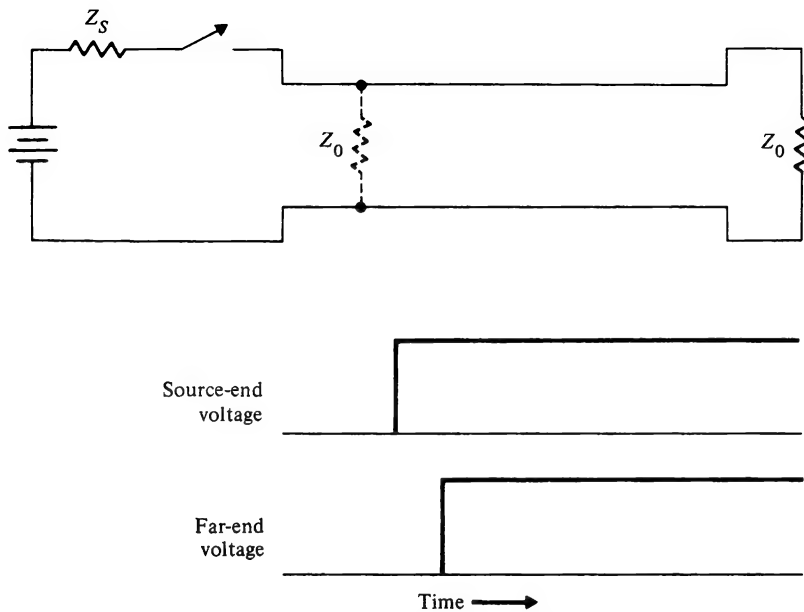 Z_S
Z_0
Z_0
Source-end
voltage
Far-end
voltage
Time